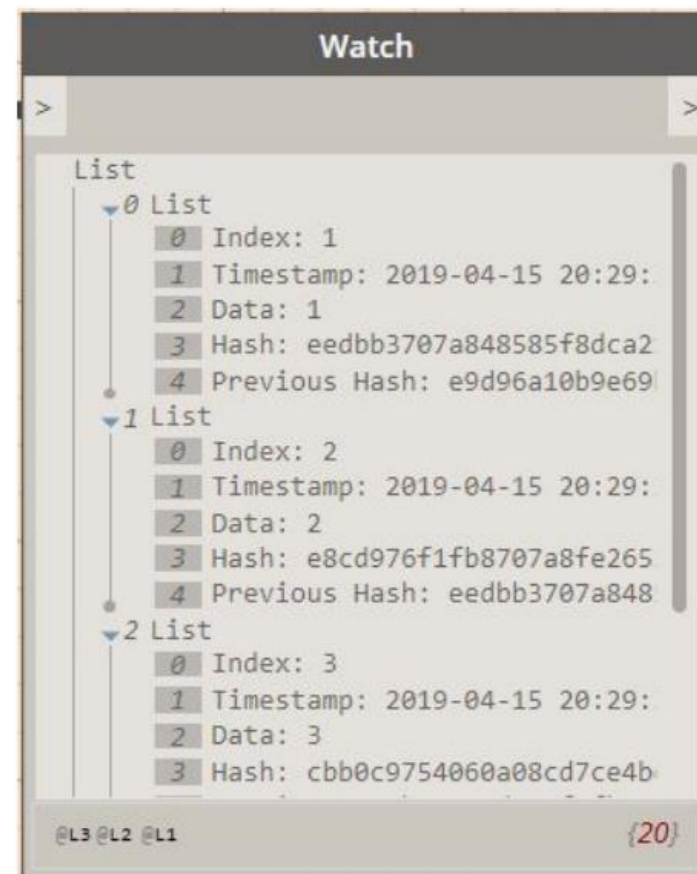 Watch
> >
List
0 List
0 Index: 1
1 Timestamp: 2019-04-15 20:29:
2 Data: 1
3 Hash: eedbb3707a848585f8dca2
4 Previous Hash: e9d96a10b9e69
1 List
0 Index: 2
1 Timestamp: 2019-04-15 20:29:
2 Data: 2
3 Hash: e8cd976f1fb8707a8fe265
4 Previous Hash: eedbb3707a848
2 List
0 Index: 3
1 Timestamp: 2019-04-15 20:29:
2 Data: 3
3 Hash: cbb0c9754060a08cd7ce4b
@L3 @L2 @L1 {20}